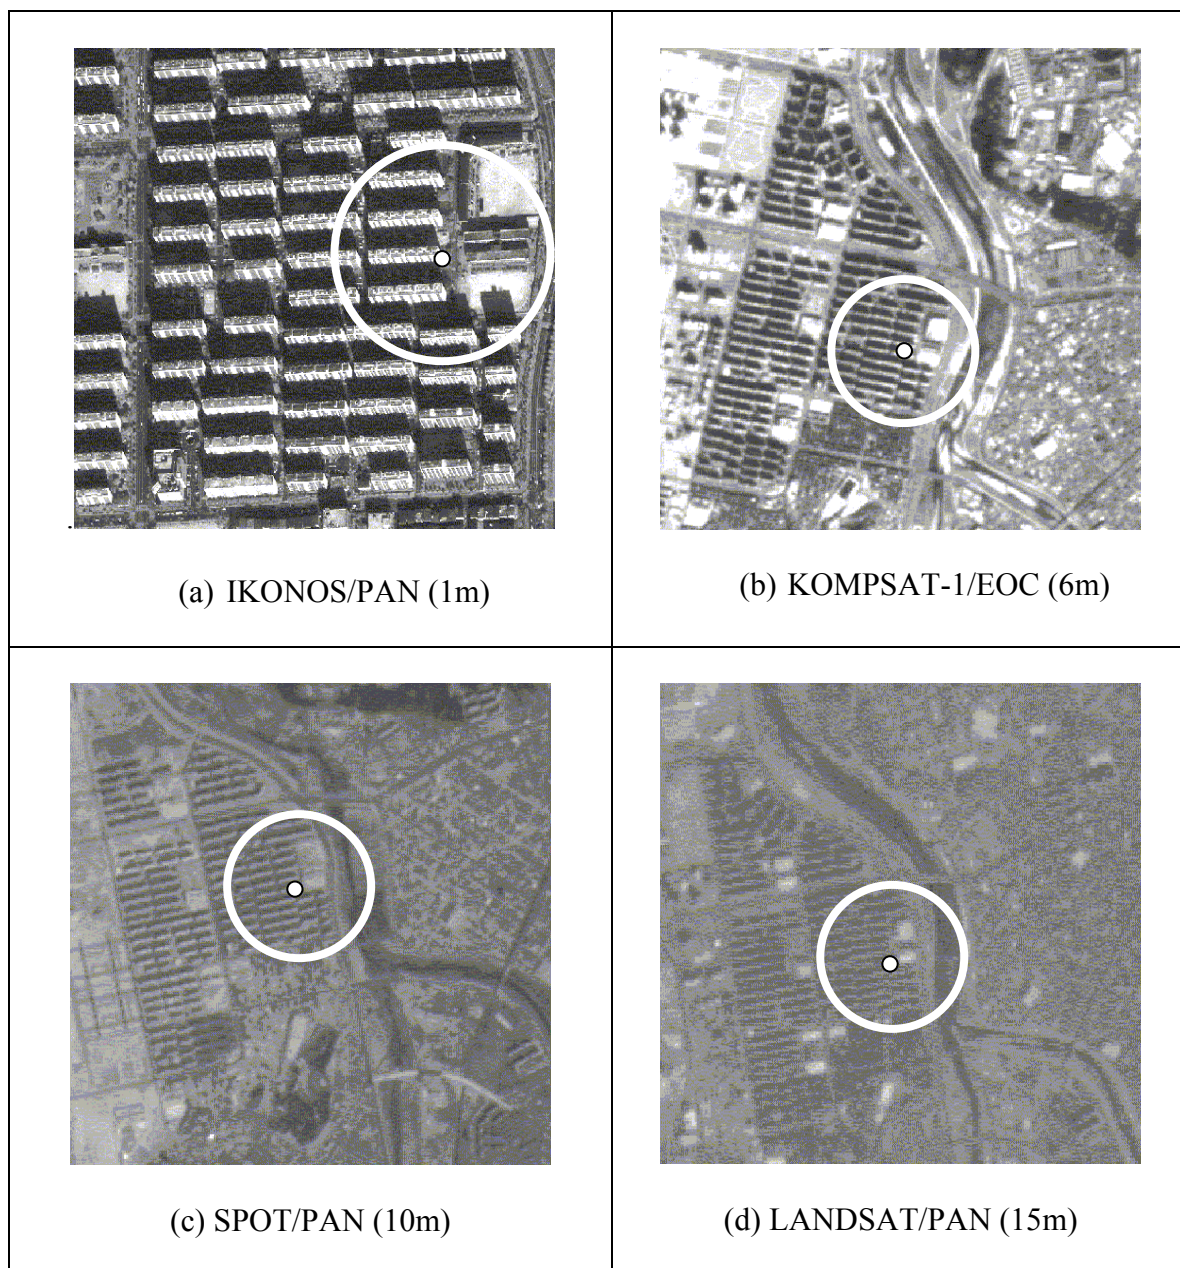 (a) IKONOS/PAN (1m)
(b) KOMPSAT-1/EOC (6m)
(c) SPOT/PAN (10m)
(d) LANDSAT/PAN (15m)